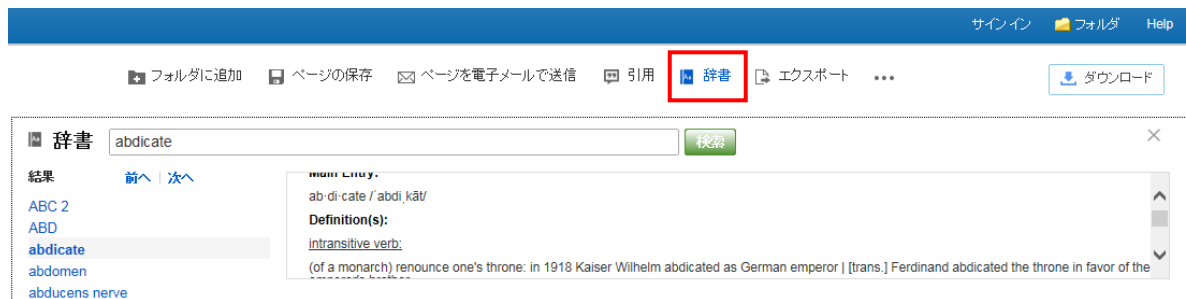 サインイン フォルダ Help
フォルダに追加 ページの保存 ページを電子メールで送信 引用 辞書 エクスポート ... ダウンロード
辞書 abdicate 検索
結果 前へ | 次へ
ABC 2
ABD
abdicate
abdomen
abducens nerve
Main Entry:
ab·di·cate /ˈabdiˌkāt/
Definition(s):
intransitive verb:
(of a monarch) renounce one's throne: in 1918 Kaiser Wilhelm abdicated as German emperor | [trans.] Ferdinand abdicated the throne in favor of the